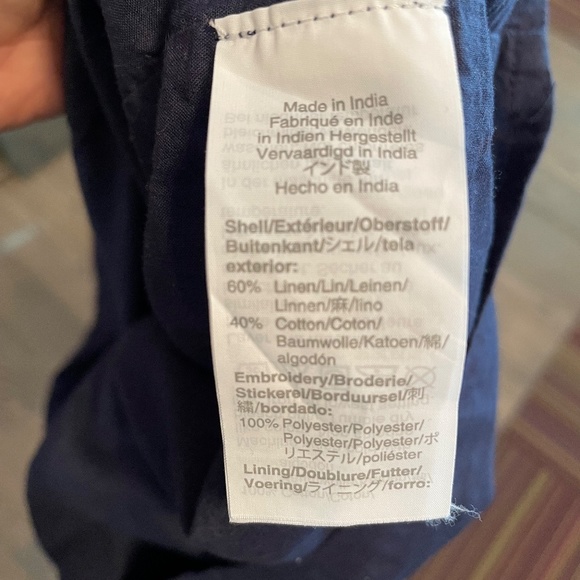 Made in India
Fabriqué en Inde
in Indien Hergestellt
Vervaardigd in India
インド製
Hecho en India
Shell/Extérieur/Oberstoff/
Buitenkant/シェル/tela
exterior:
60% Linen/Lin/Leinen/
Linnen/麻/lino
40% Cotton/Coton/
Baumwolle/Katoen/綿/
algodón
Embroidery/Broderie/
Stickerei/Borduursel/刺
繍/bordado:
100% Polyester/Polyester/
Polyester/Polyester/ポ
リエステル/poliéster
Lining/Doublure/Futter/
Voering/ライニング/forro: